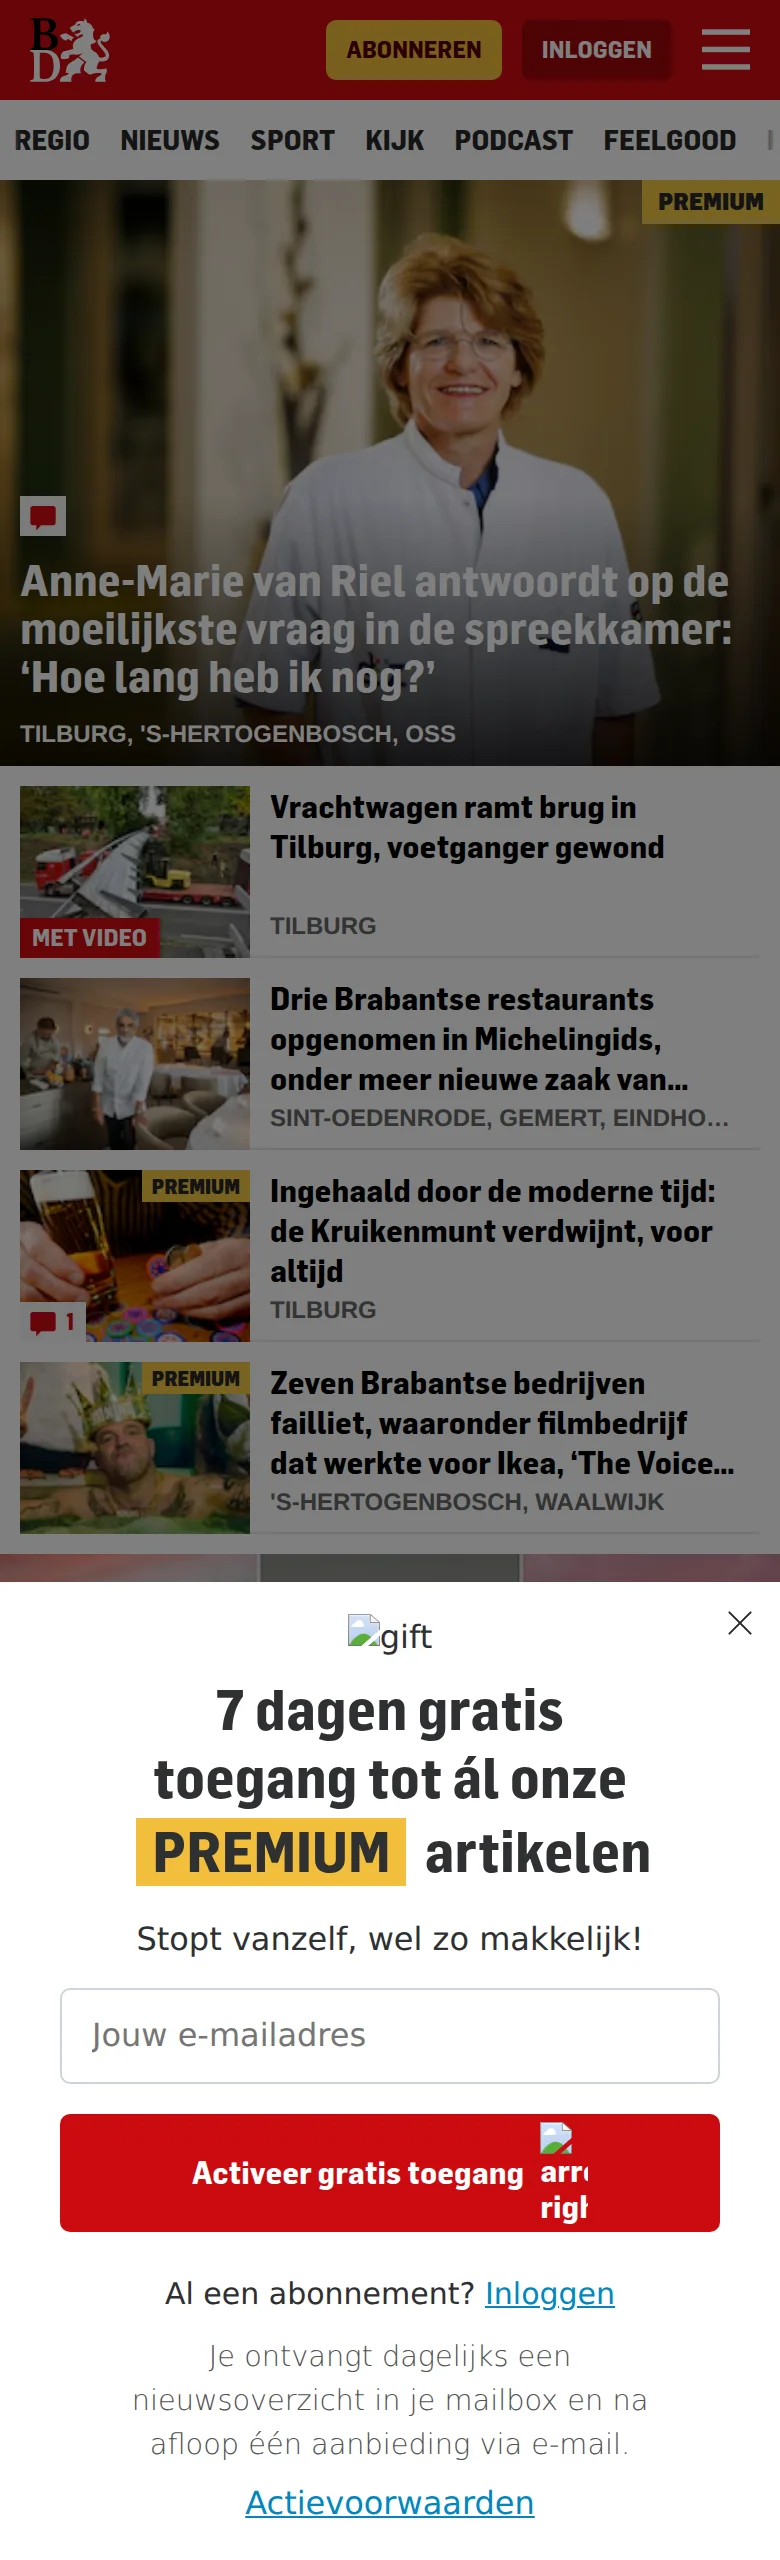 BD
ABONNEREN
INLOGGEN
REGIO NIEUWS SPORT KIJK PODCAST FEELGOOD
PREMIUM
Anne-Marie van Riel antwoordt op de
moeilijkste vraag in de spreekkamer:
‘Hoe lang heb ik nog?’
TILBURG, 'S-HERTOGENBOSCH, OSS
Vrachtwagen ramt brug in
Tilburg, voetganger gewond
MET VIDEO
TILBURG
Drie Brabantse restaurants
opgenomen in Michelingids,
onder meer nieuwe zaak van...
SINT-OEDENRODE, GEMERT, EINDHO...
PREMIUM
1
Ingehaald door de moderne tijd:
de Kruikenmunt verdwijnt, voor
altijd
TILBURG
PREMIUM
Zeven Brabantse bedrijven
failliet, waaronder filmbedrijf
dat werkte voor Ikea, ‘The Voice...
'S-HERTOGENBOSCH, WAALWIJK
gift
7 dagen gratis
toegang tot ál onze
PREMIUM artikelen
Stopt vanzelf, wel zo makkelijk!
Jouw e-mailadres
Activeer gratis toegang
Al een abonnement? Inloggen
Je ontvangt dagelijks een
nieuwsoverzicht in je mailbox en na
afloop één aanbieding via e-mail.
Actievoorwaarden